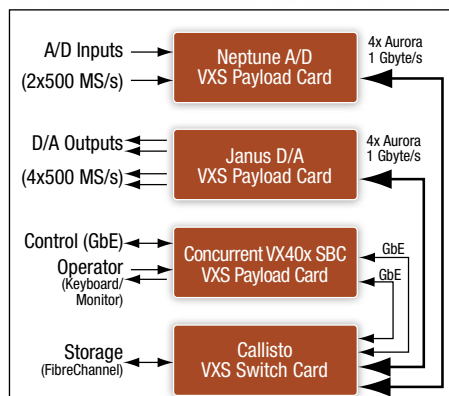 A/D Inputs
(2x500 MS/s)
Neptune A/D
VXS Payload Card
4x Aurora
1 Gbyte/s
D/A Outputs
(4x500 MS/s)
Janus D/A
VXS Payload Card
4x Aurora
1 Gbyte/s
Control (GbE)
Operator
(Keyboard/
Monitor)
Concurrent VX40x SBC
VXS Payload Card
GbE
GbE
Storage
(FibreChannel)
Callisto
VXS Switch Card